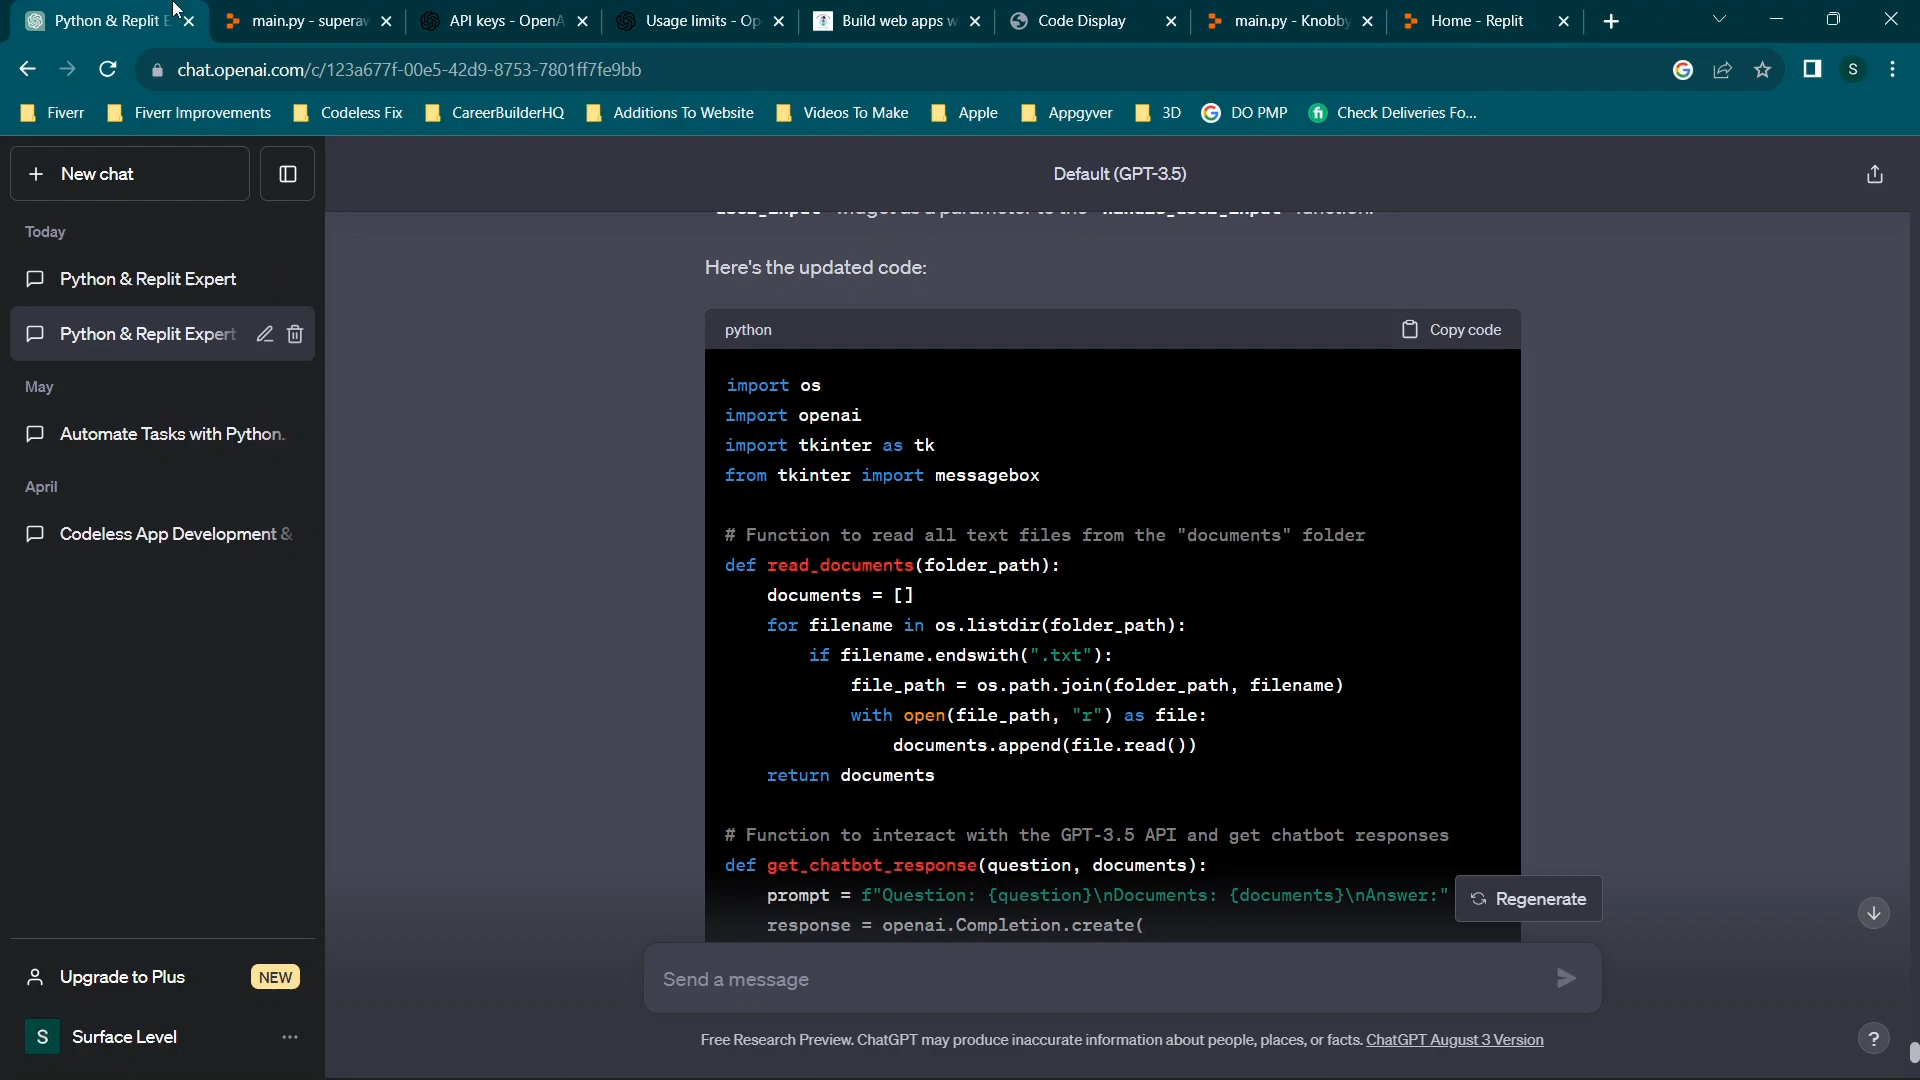 Python & Replit E
main.py - supera
API keys - OpenA
Usage limits - Op
Build web apps w
Code Display
main.py - Knobby
Home - Replit
chat.openai.com/c/123a677f-00e5-42d9-8753-7801ff7fe9bb
S
Fiverr
Fiverr Improvements
Codeless Fix
CareerBuilderHQ
Additions To Website
Videos To Make
Apple
Appgyver
3D
DO PMP
Check Deliveries Fo...
New chat
Default (GPT-3.5)
Today
Python & Replit Expert
Python & Replit Expert
May
Automate Tasks with Python.
April
Codeless App Development &
Upgrade to Plus
NEW
S
Surface Level
Here's the updated code:
python
Copy code
import os
import openai
import tkinter as tk
from tkinter import messagebox
# Function to read all text files from the "documents" folder
def read_documents(folder_path):
    documents = []
    for filename in os.listdir(folder_path):
        if filename.endswith(".txt"):
            file_path = os.path.join(folder_path, filename)
            with open(file_path, "r") as file:
                documents.append(file.read())
    return documents
# Function to interact with the GPT-3.5 API and get chatbot responses
def get_chatbot_response(question, documents):
    prompt = f"Question: {question}\nDocuments: {documents}\nAnswer:"
    response = openai.Completion.create(
Regenerate
Send a message
Free Research Preview. ChatGPT may produce inaccurate information about people, places, or facts. ChatGPT August 3 Version
?